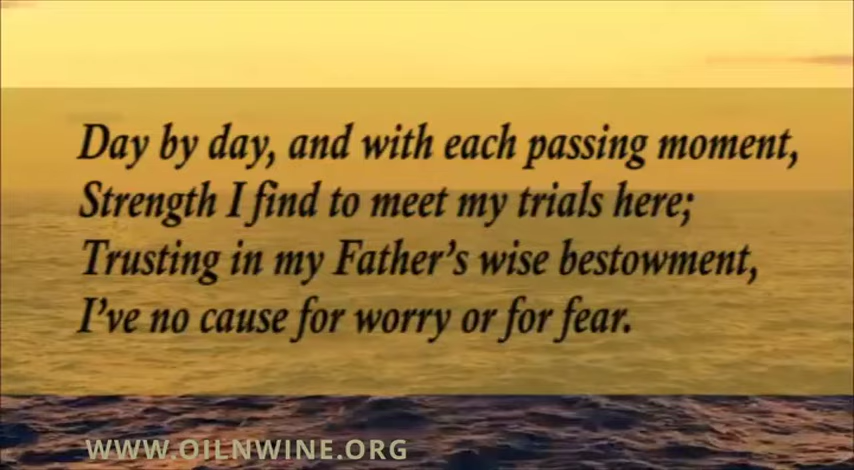 Day by day, and with each passing moment,
Strength I find to meet my trials here;
Trusting in my Father’s wise bestowment,
I’ve no cause for worry or for fear.
WWW.OILNWINE.ORG